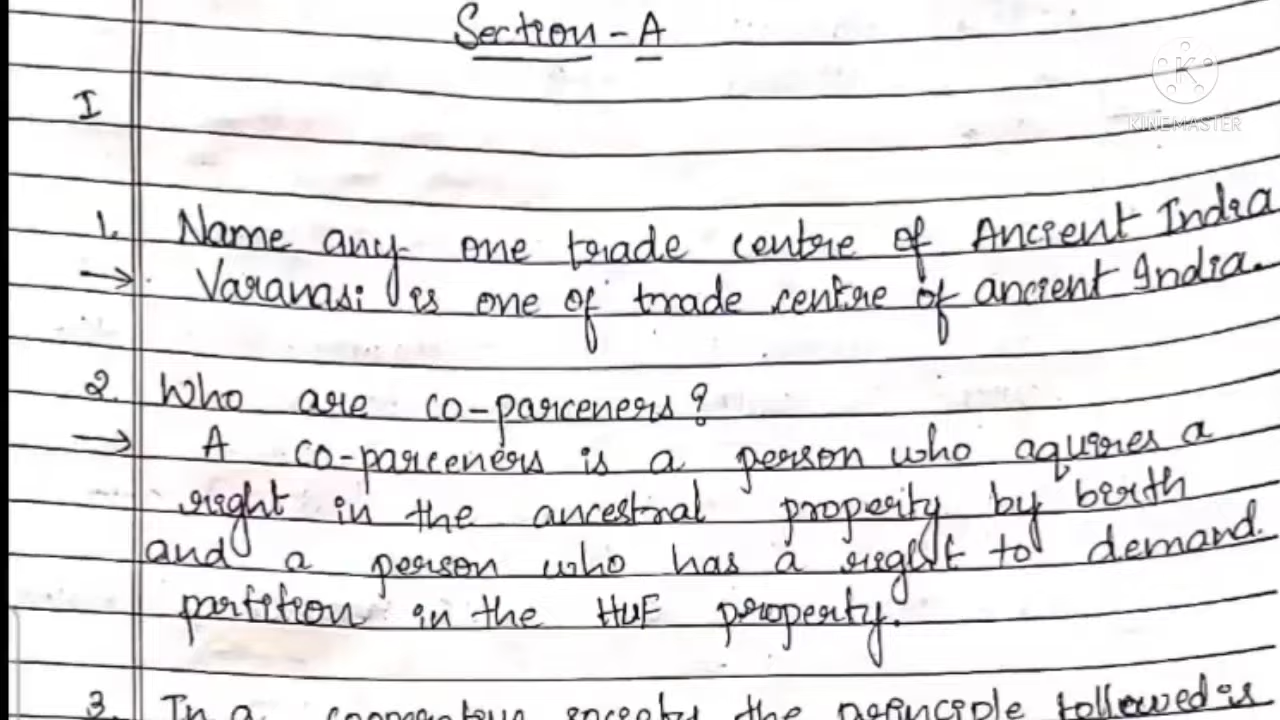 Section - A
KINEMASTER
I
1. Name any one trade centre of Ancient India
→ Varanasi is one of trade centre of ancient India.
2. Who are co-parceners?
→ A co-parceners is a person who aquires a
right in the ancestral property by birth
and a person who has a right to demand
partition in the HUF property.
3. In a cooperative society the principle followed is